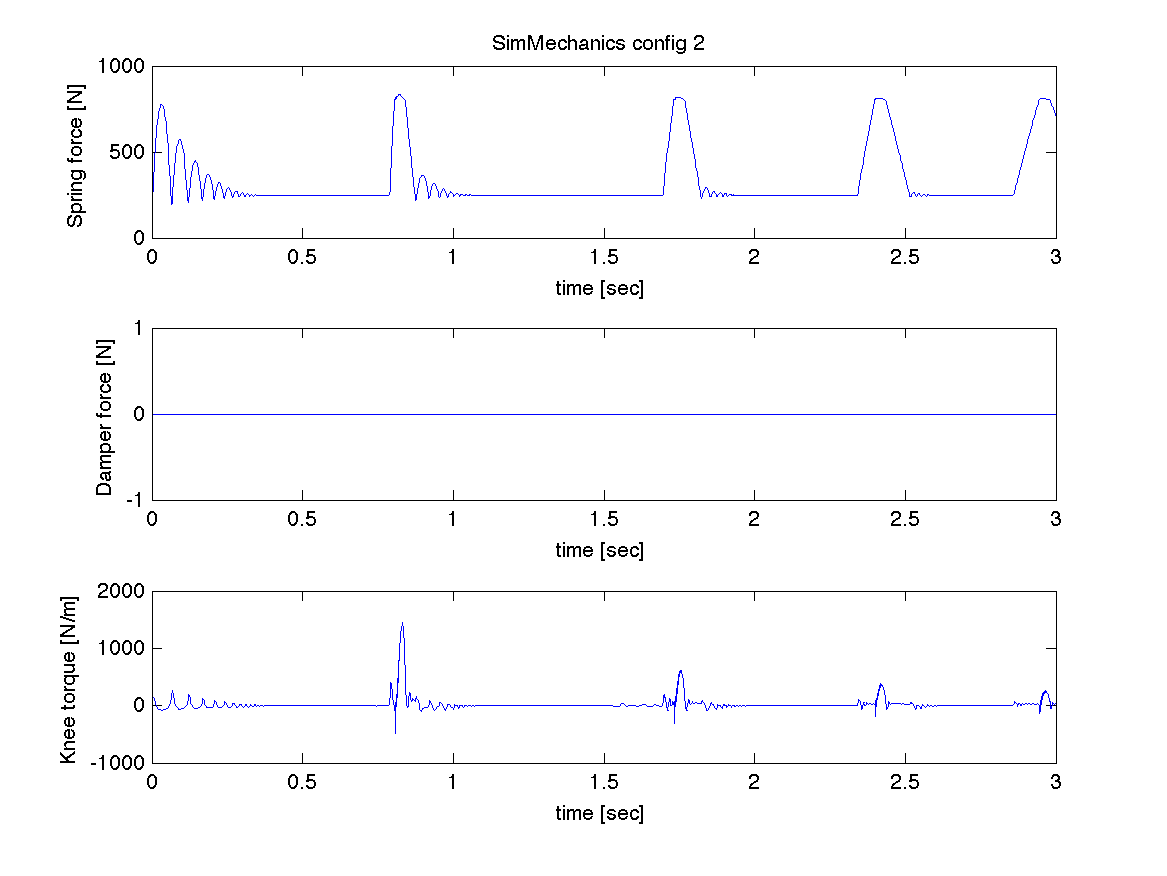 SimMechanics config 2
Spring force [N]
1000
500
0
0 0.5 1 1.5 2 2.5 3
time [sec]
Damper force [N]
1
0
-1
0 0.5 1 1.5 2 2.5 3
time [sec]
Knee torque [N/m]
2000
1000
0
-1000
0 0.5 1 1.5 2 2.5 3
time [sec]